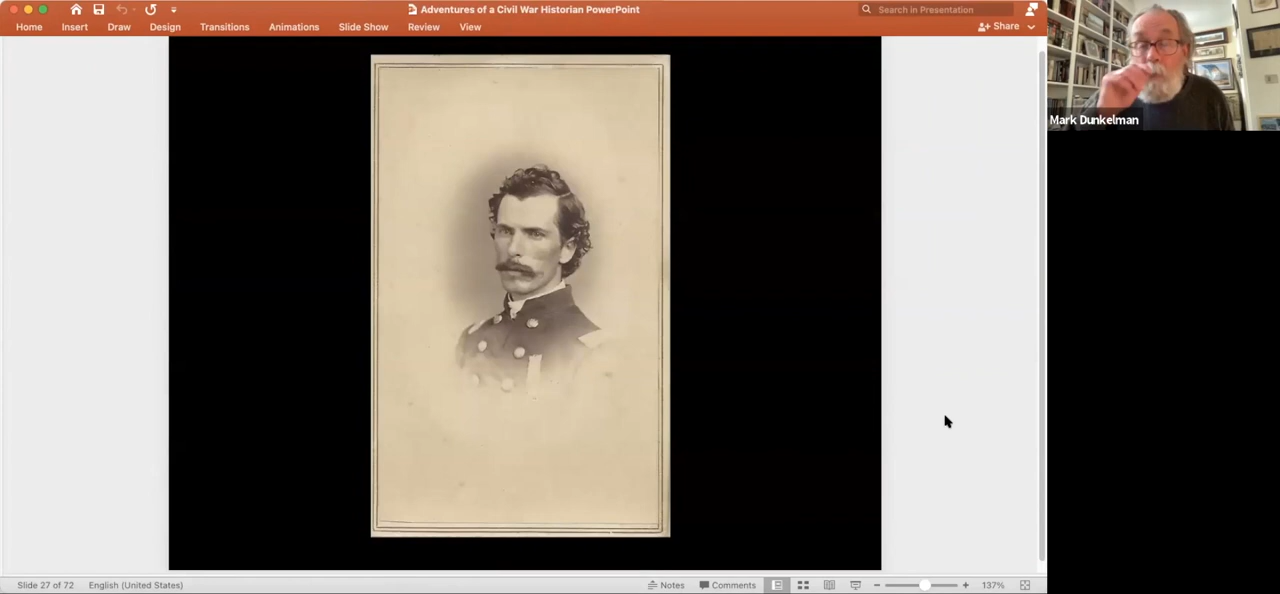 Adventures of a Civil War Historian PowerPoint
Search in Presentation
Home Insert Draw Design Transitions Animations Slide Show Review View Share
Mark Dunkelman
Slide 27 of 72 English (United States) Notes Comments 137%